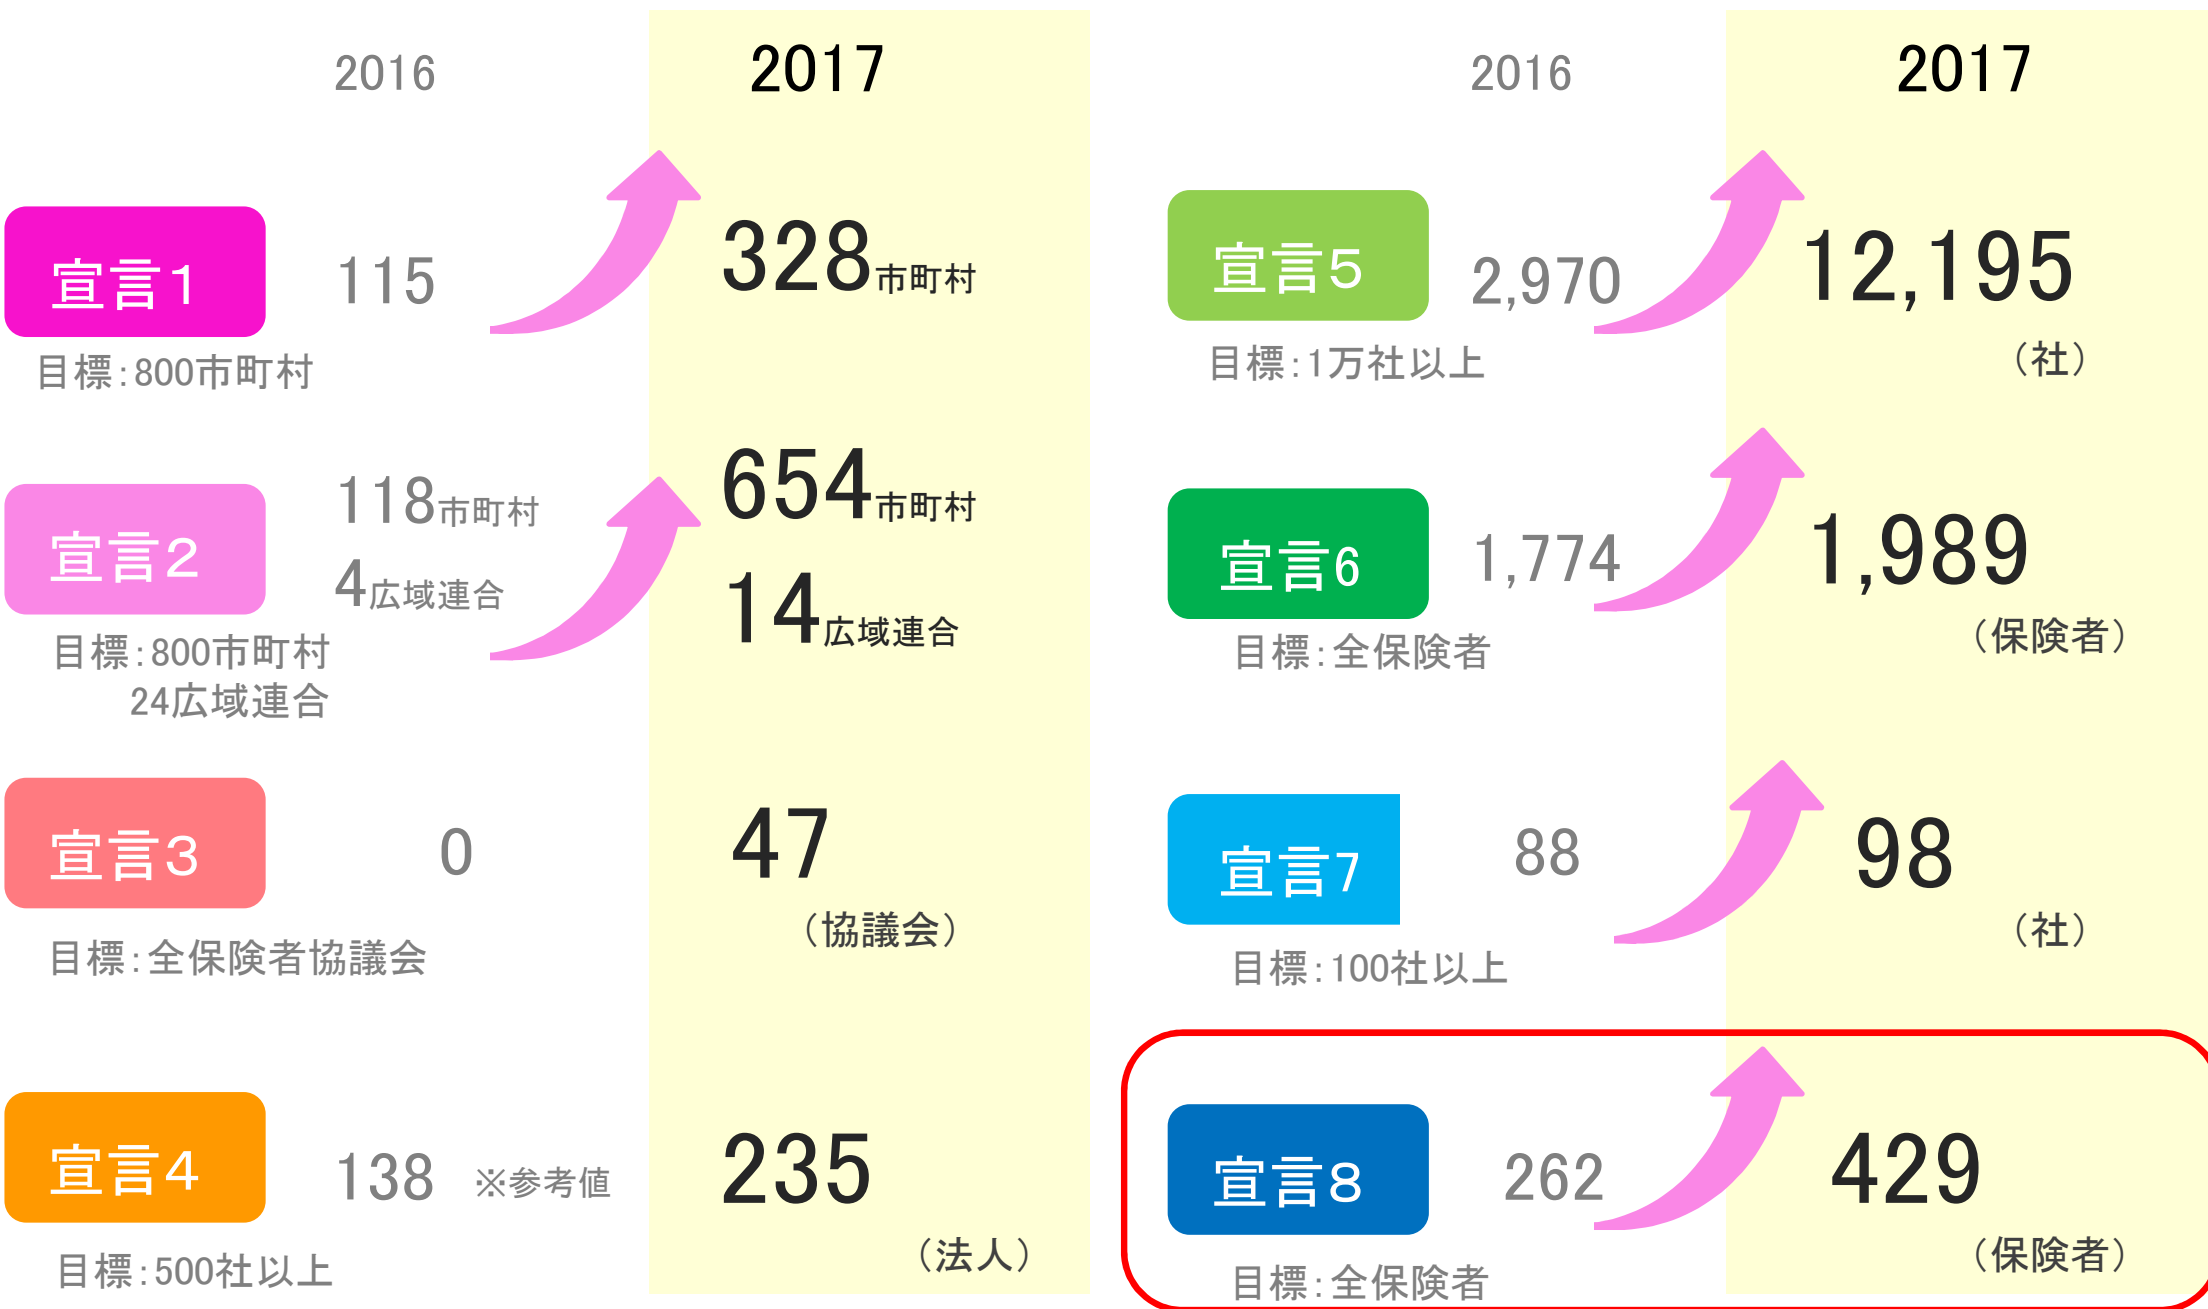 2016 2017
宣言1 115 328市町村
目標:800市町村
宣言2 118市町村 654市町村
4広域連合 14広域連合
目標:800市町村
24広域連合
宣言3 0 47
(協議会)
目標:全保険者協議会
宣言4 138 ※参考値 235
(法人)
目標:500社以上
2016 2017
宣言5 2,970 12,195
目標:1万社以上 (社)
宣言6 1,774 1,989
目標:全保険者 (保険者)
宣言7 88 98
(社)
目標:100社以上
宣言8 262 429
(保険者)
目標:全保険者